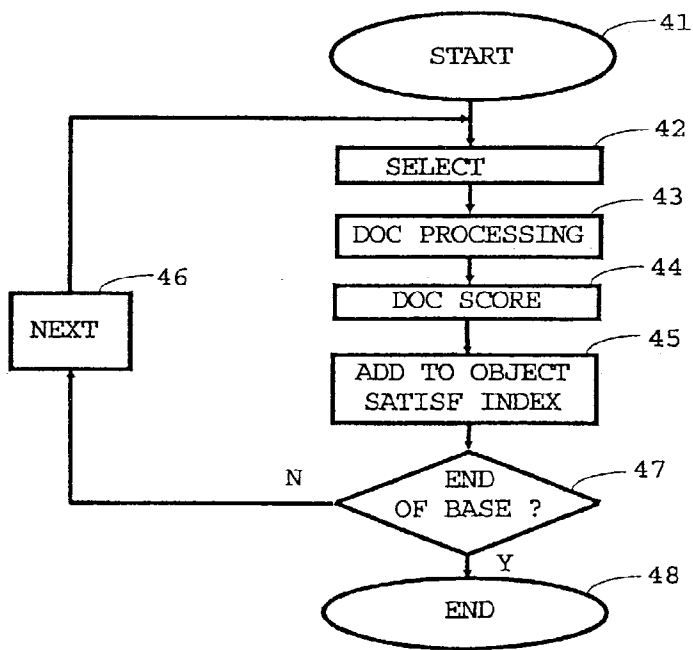 41
START
42
SELECT
43
DOC PROCESSING
44
DOC SCORE
46
NEXT
45
ADD TO OBJECT
SATISF INDEX
47
N
END
OF BASE ?
Y
48
END